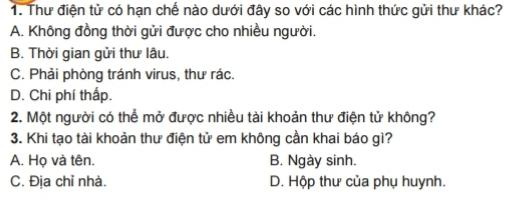 1. Thư điện tử có hạn chế nào dưới đây so với các hình thức gửi thư khác?
A. Không đồng thời gửi được cho nhiều người.
B. Thời gian gửi thư lâu.
C. Phải phòng tránh virus, thư rác.
D. Chi phí thấp.
2. Một người có thể mở được nhiều tài khoản thư điện tử không?
3. Khi tạo tài khoản thư điện tử em không cần khai báo gì?
A. Họ và tên. B. Ngày sinh.
C. Địa chỉ nhà. D. Hộp thư của phụ huynh.